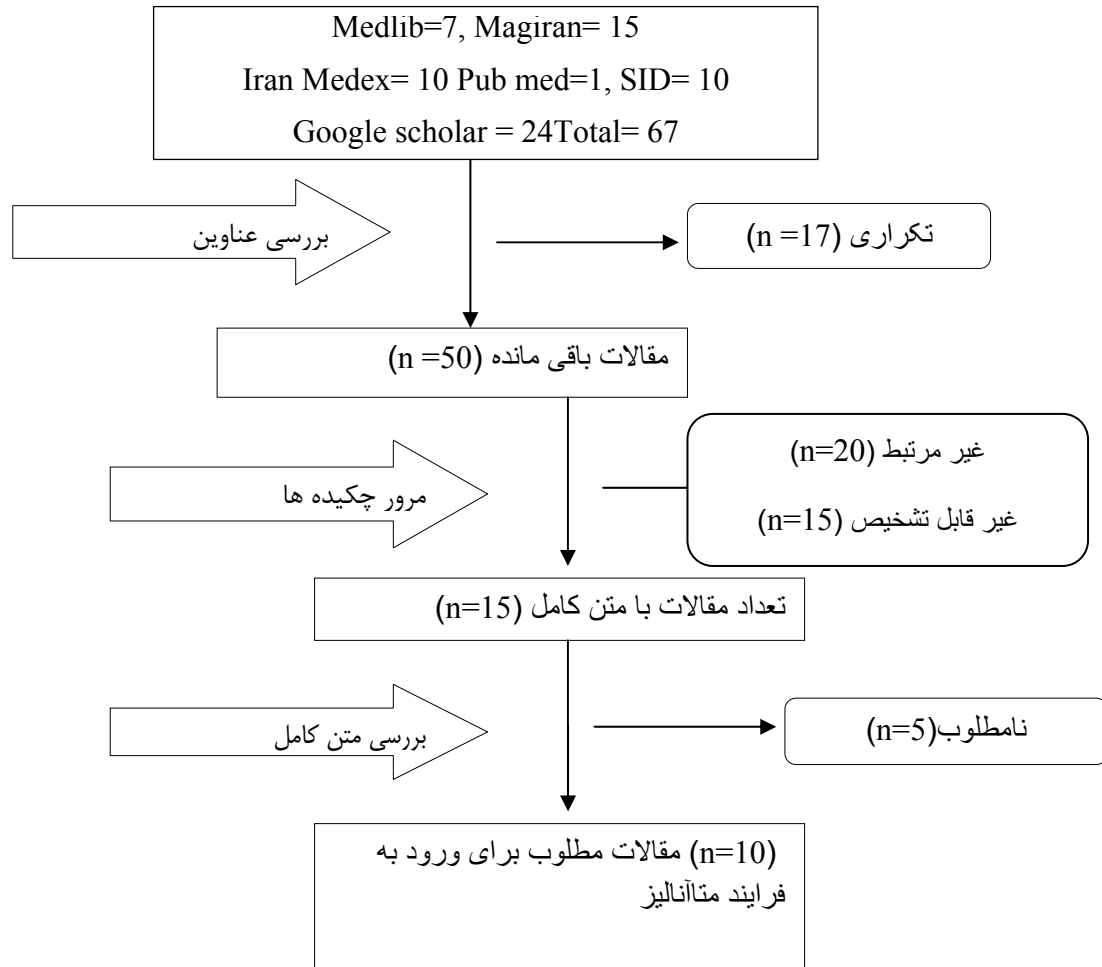 Medlib=7, Magiran= 15
Iran Medex= 10 Pub med=1, SID= 10
Google scholar = 24Total= 67
بررسی عناوین
تکراری (n =17)
مقالات باقی مانده (n =50)
غیر مرتبط (n=20)
مرور چکیده ها
غیر قابل تشخیص (n=15)
تعداد مقالات با متن کامل (n=15)
بررسی متن کامل
نامطلوب(n=5)
(n=10) مقالات مطلوب برای ورود به
فرایند متاآنالیز